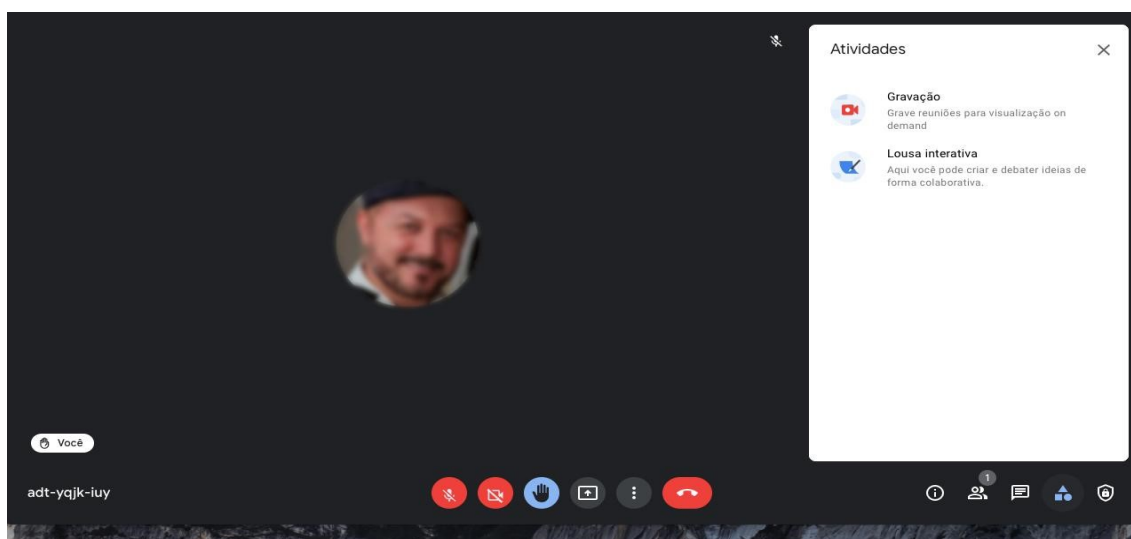 Atividades
Gravação
Grave reuniões para visualização on
demand
Lousa interativa
Aqui você pode criar e debater ideias de
forma colaborativa.
Você
adt-yqjk-iuy
1